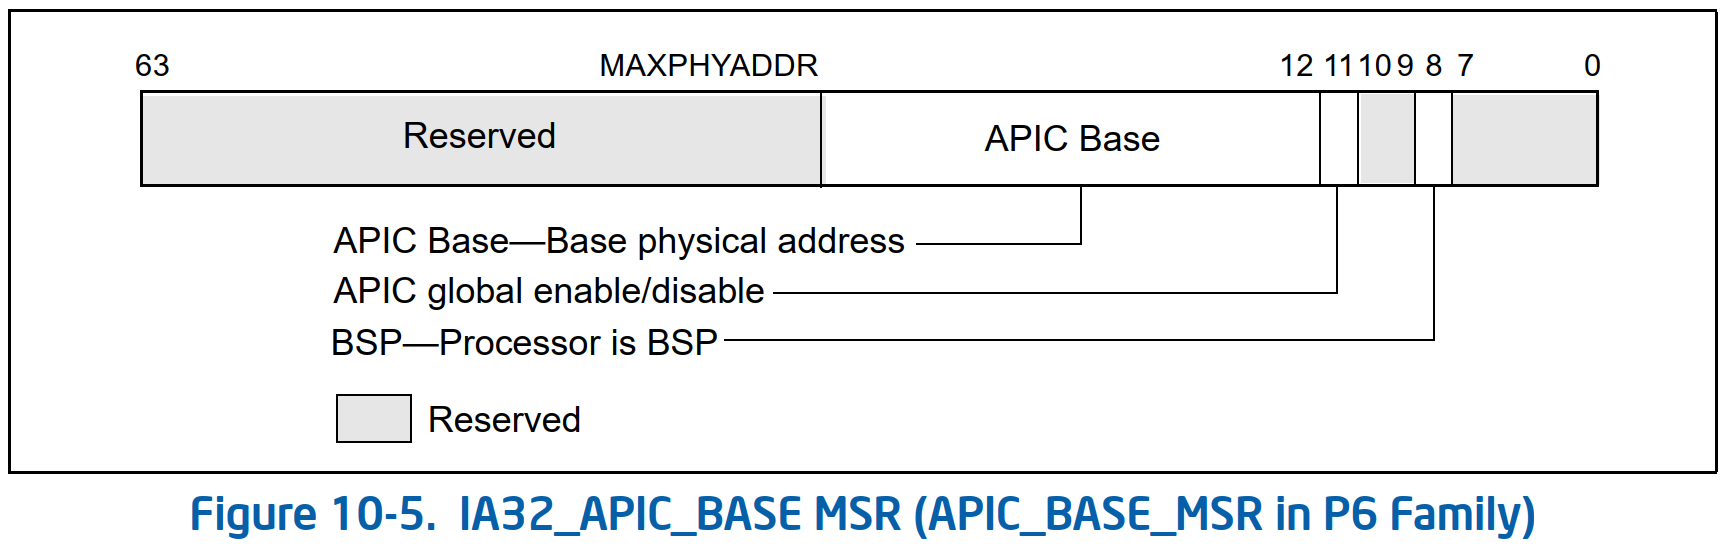 63 MAXPHYADDR 12 11 10 9 8 7 0
Reserved APIC Base
APIC Base—Base physical address
APIC global enable/disable
BSP—Processor is BSP
Reserved
Figure 10-5. IA32_APIC_BASE MSR (APIC_BASE_MSR in P6 Family)